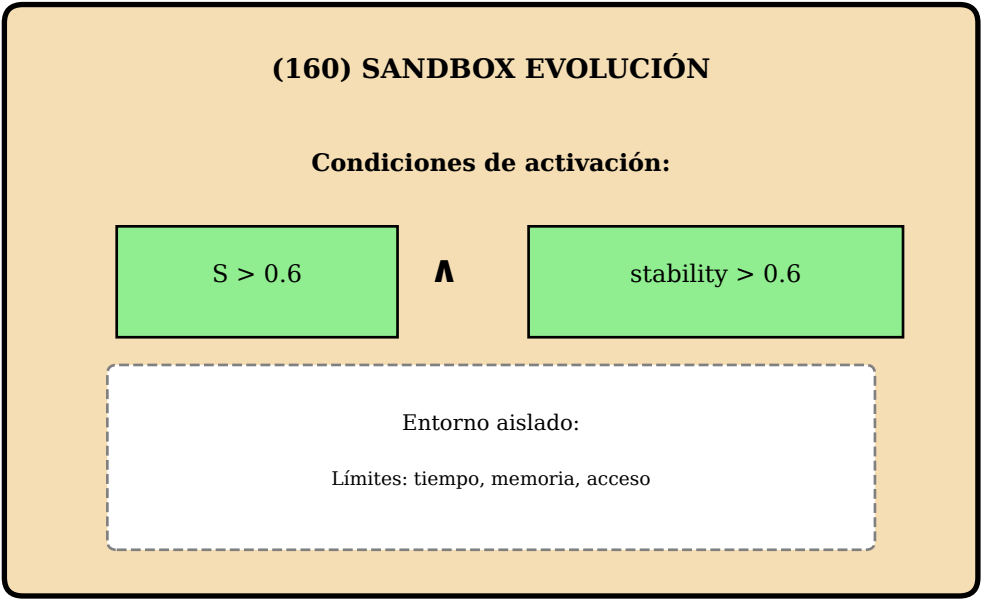 (160) SANDBOX EVOLUCIÓN
Condiciones de activación:
S > 0.6 ∧ stability > 0.6
Entorno aislado:
Límites: tiempo, memoria, acceso